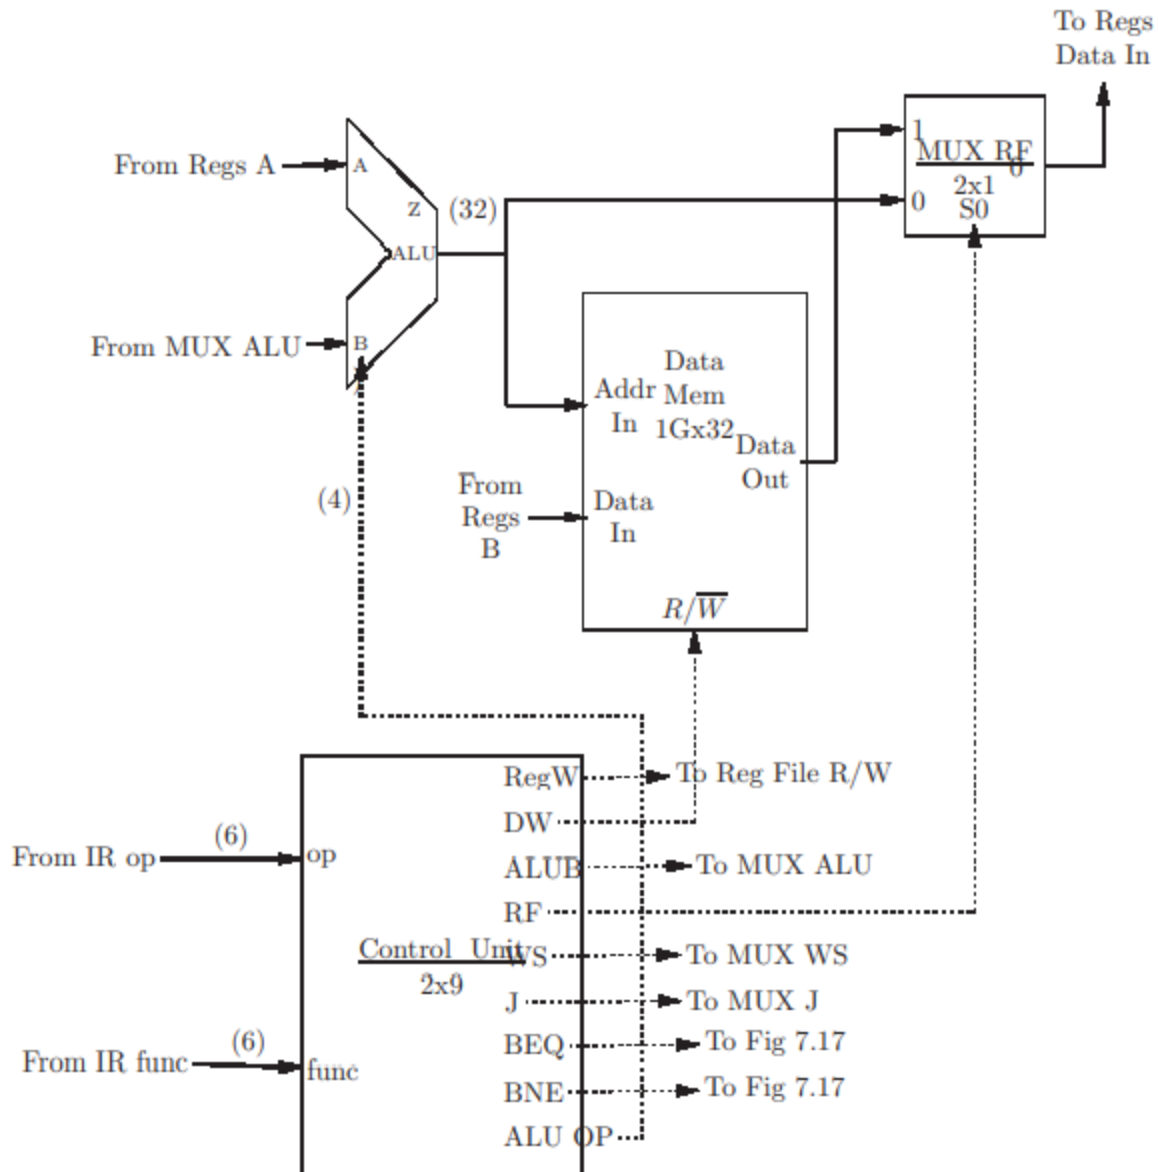 To Regs
Data In
1
MUX RF
0
2x1
0
S0
From Regs A
A
Z
(32)
ALU
From MUX ALU
B
Data
Mem
1Gx32
Addr
In
Data
Out
(4)
From
Regs
B
Data
In
R/W̅
RegW
To Reg File R/W
DW
(6)
From IR op
op
ALUB
To MUX ALU
RF
Control Unit
2x9
WS
To MUX WS
J
To MUX J
(6)
From IR func
func
BEQ
To Fig 7.17
BNE
To Fig 7.17
ALU OP